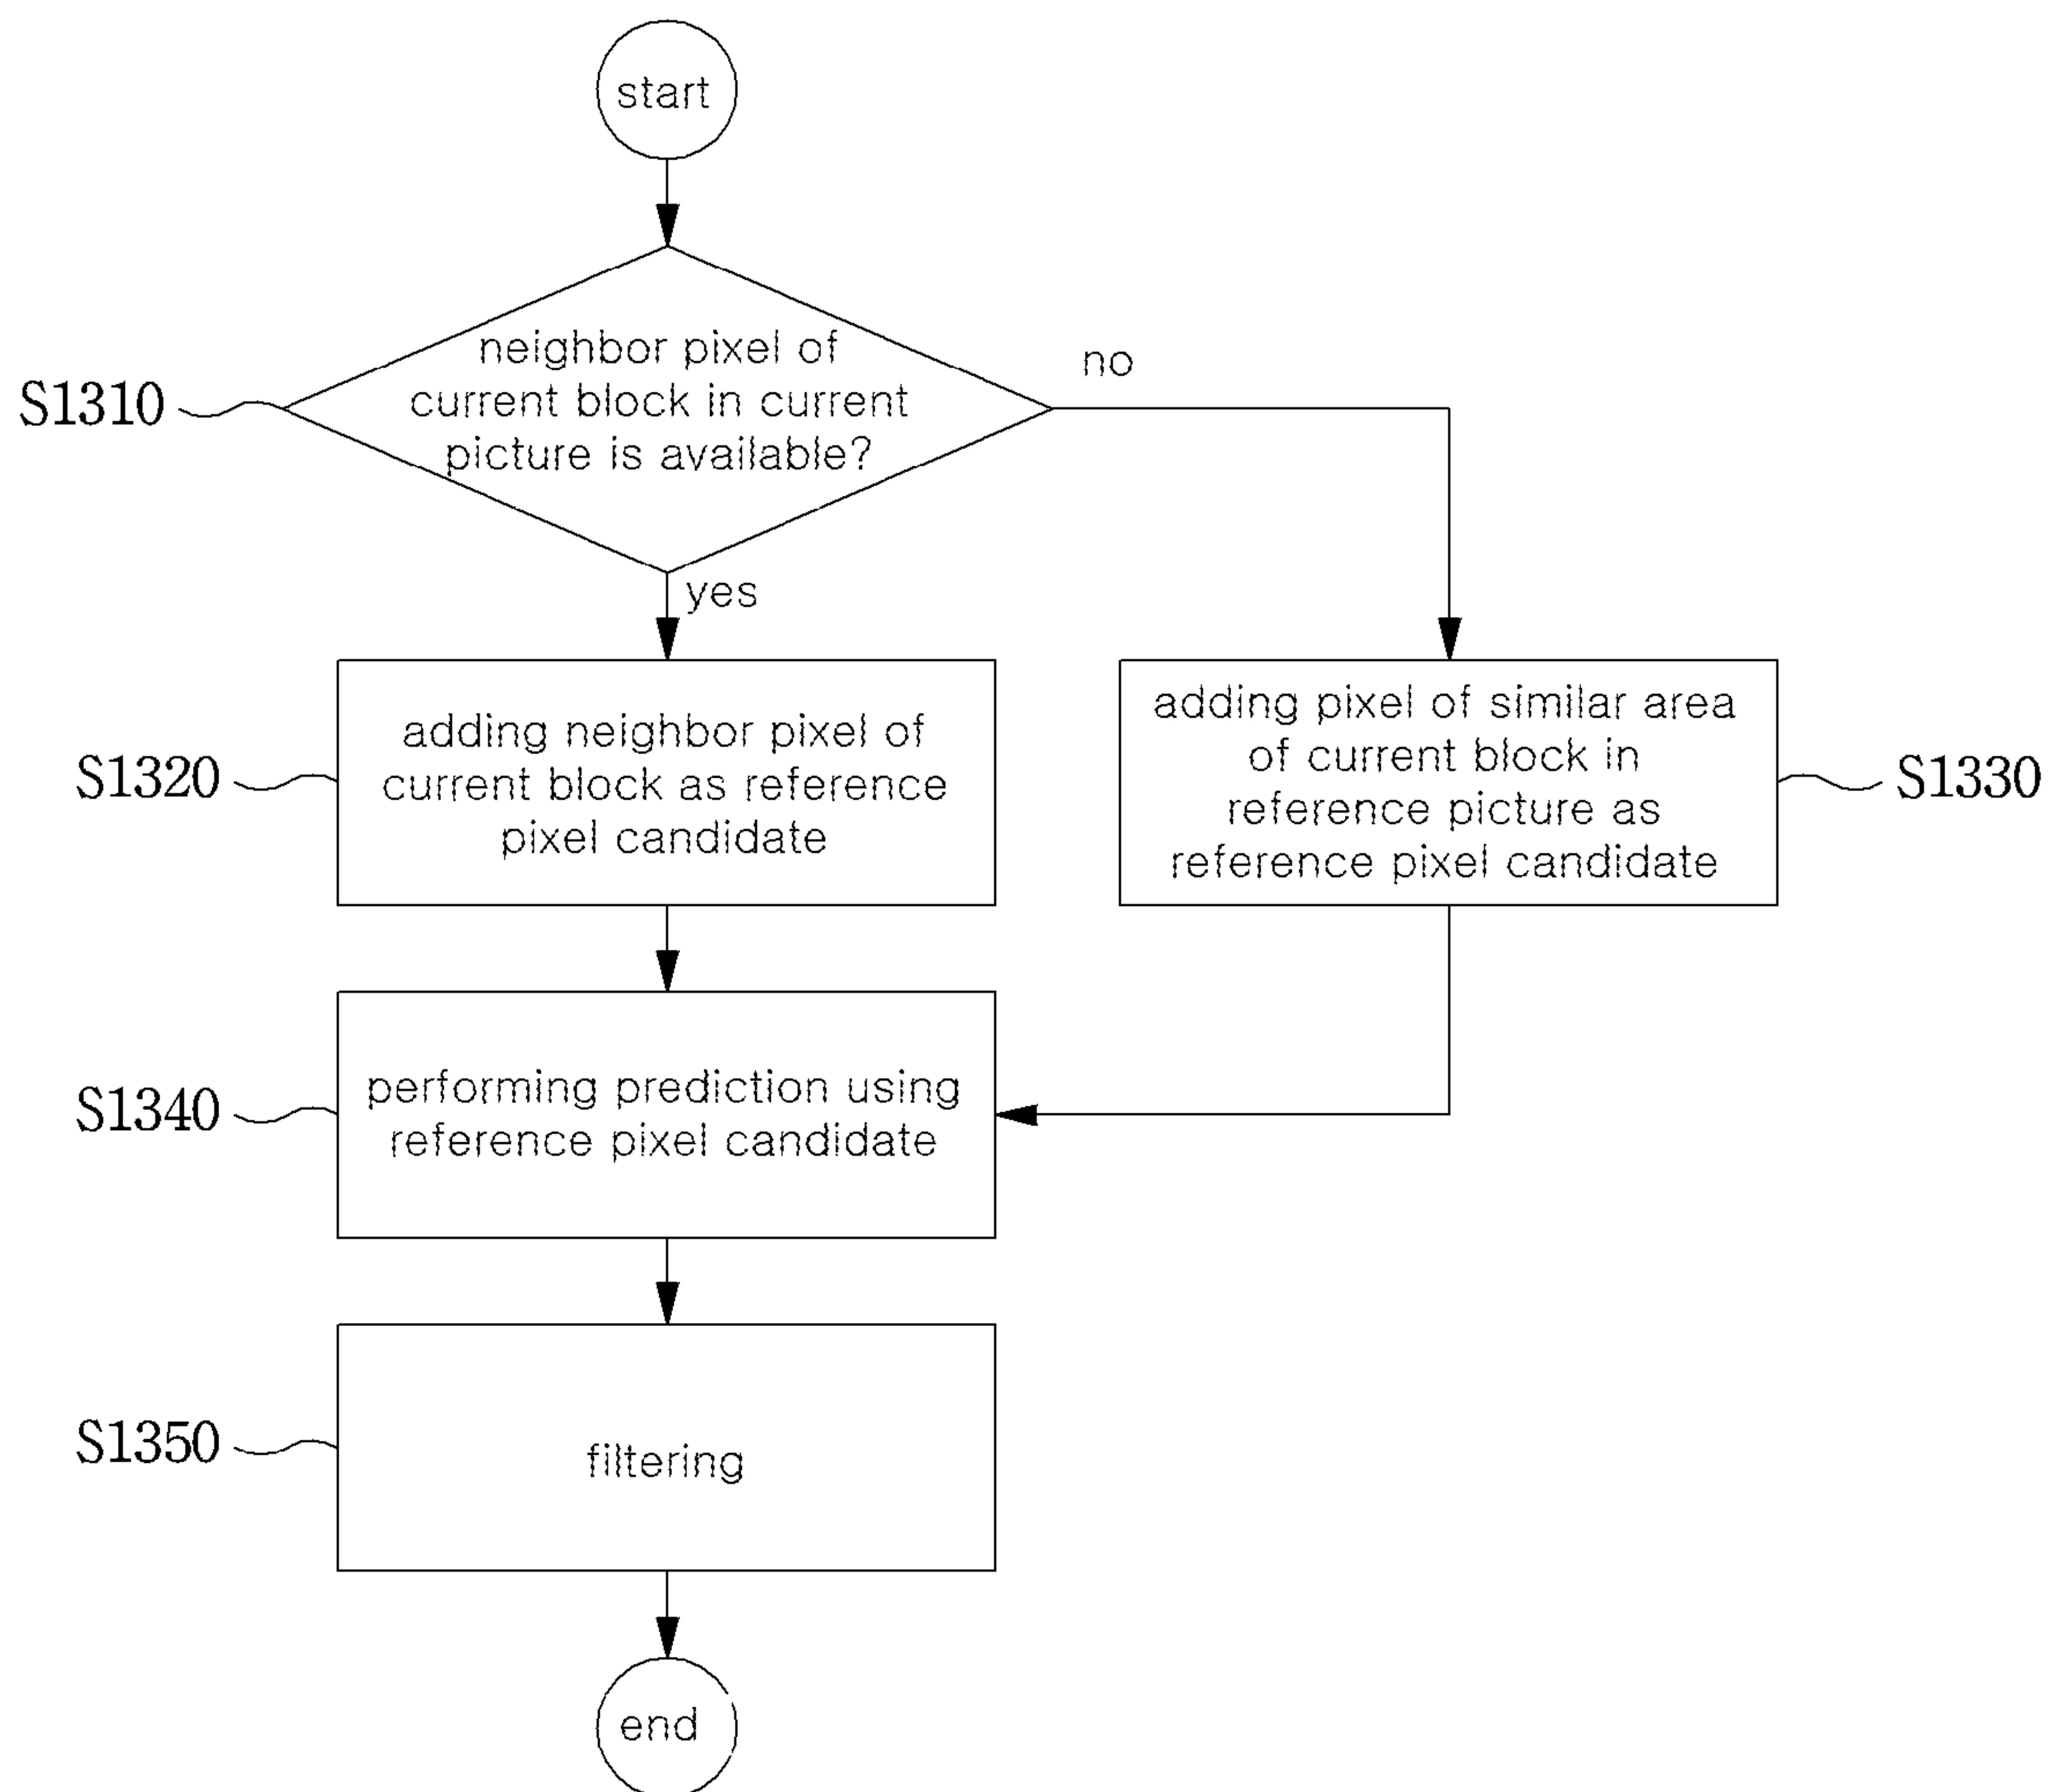 start
neighbor pixel of
current block in current
picture is available?
no
S1310
yes
adding neighbor pixel of
current block as reference
pixel candidate
S1320
adding pixel of similar area
of current block in
reference picture as
reference pixel candidate
S1330
performing prediction using
reference pixel candidate
S1340
filtering
S1350
end